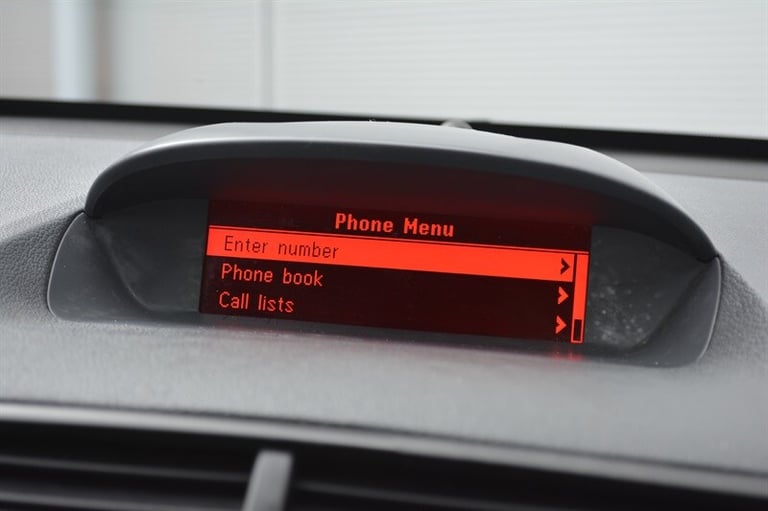 Phone Menu
Enter number
Phone book
Call lists